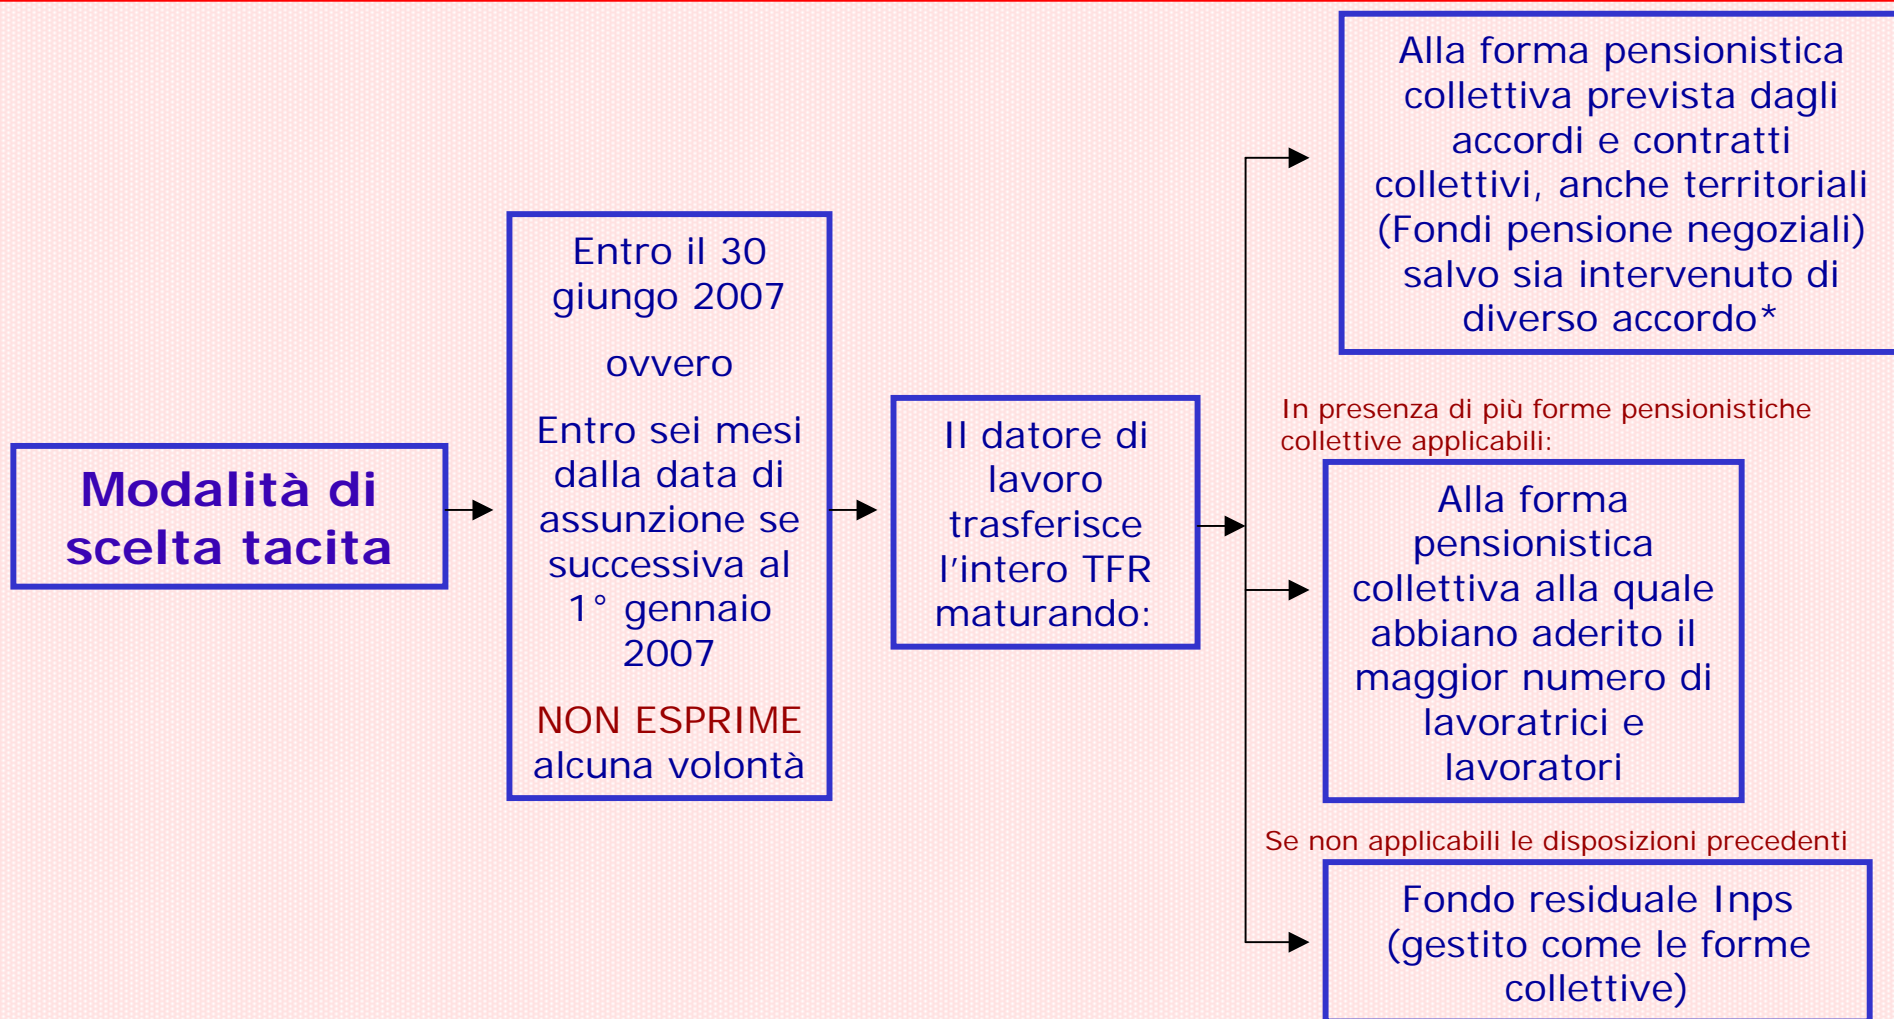 Modalità di
scelta tacita
Entro il 30
giungo 2007
ovvero
Entro sei mesi
dalla data di
assunzione se
successiva al
1° gennaio
2007
NON ESPRIME
alcuna volontà
Il datore di
lavoro
trasferisce
l'intero TFR
maturando:
Alla forma pensionistica
collettiva prevista dagli
accordi e contratti
collettivi, anche territoriali
(Fondi pensione negoziali)
salvo sia intervenuto di
diverso accordo*
In presenza di più forme pensionistiche
collettive applicabili:
Alla forma
pensionistica
collettiva alla quale
abbiano aderito il
maggior numero di
lavoratrici e
lavoratori
Se non applicabili le disposizioni precedenti
Fondo residuale Inps
(gestito come le forme
collettive)